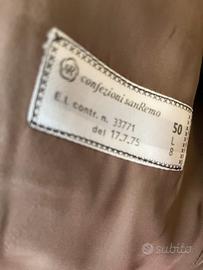 confezioni sanRemo
E.I. contr. n. 33771
del 17.7.75
50
L
8
subito